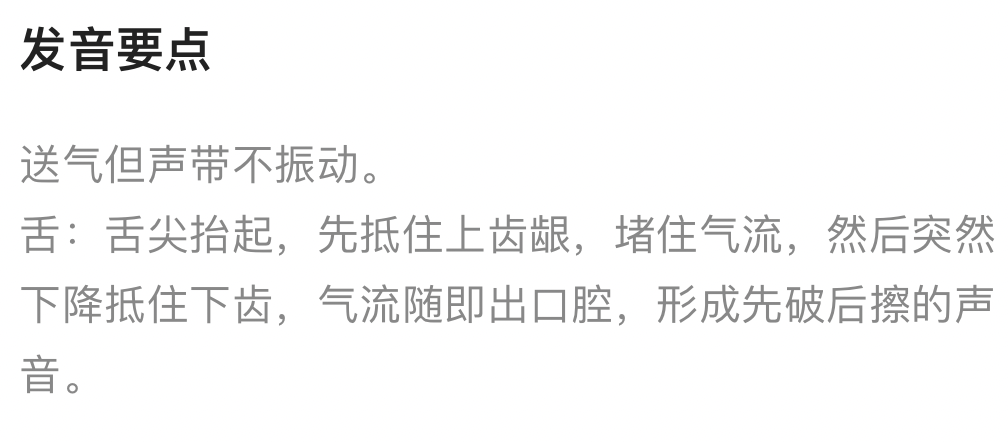 发音要点
送气但声带不振动。
舌：舌尖抬起，先抵住上齿龈，堵住气流，然后突然
下降抵住下齿，气流随即出口腔，形成先破后擦的声
音。